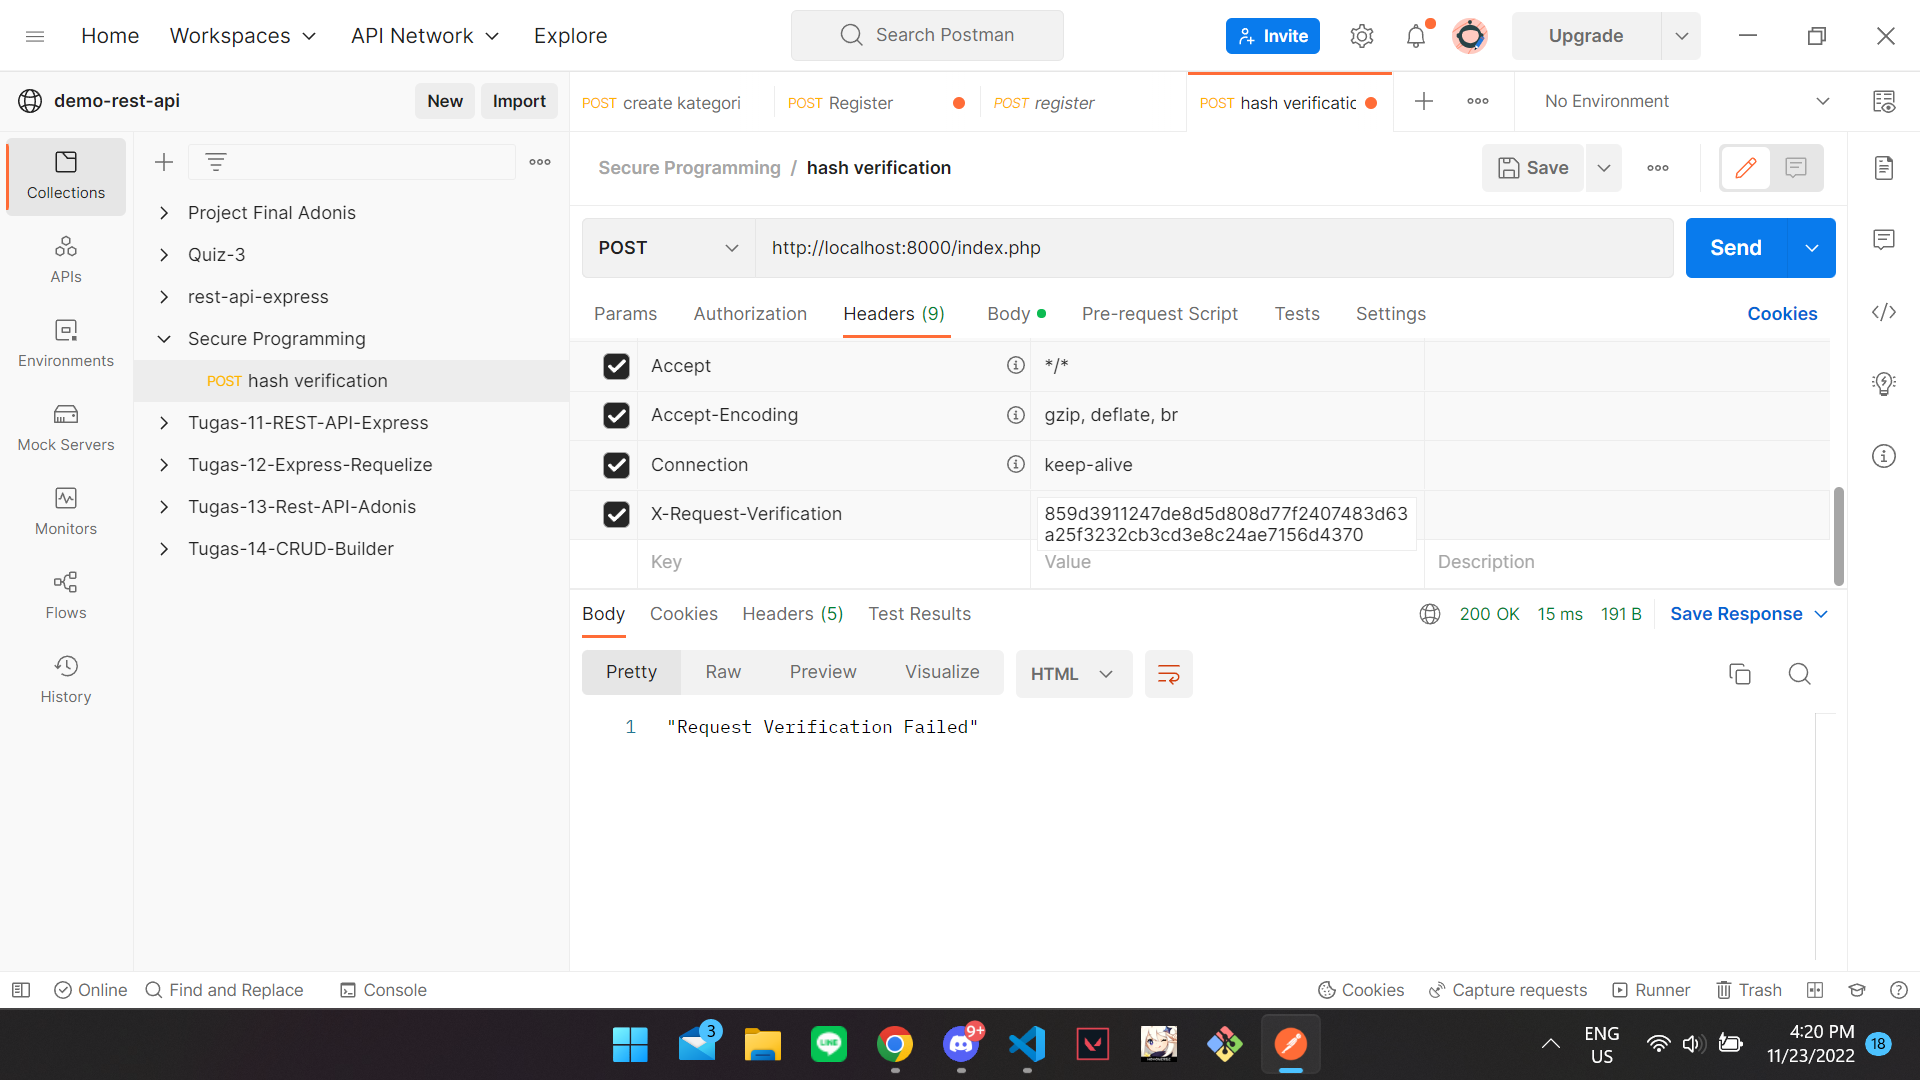 Home
Workspaces
API Network
Explore
Search Postman
Invite
Upgrade
demo-rest-api
New
Import
POST create kategori
POST Register
POST register
POST hash verificatic
No Environment
Collections
APIs
Environments
Mock Servers
Monitors
Flows
History
Project Final Adonis
Quiz-3
rest-api-express
Secure Programming
POST hash verification
Tugas-11-REST-API-Express
Tugas-12-Express-Requelize
Tugas-13-Rest-API-Adonis
Tugas-14-CRUD-Builder
Secure Programming / hash verification
Save
POST
http://localhost:8000/index.php
Send
Params
Authorization
Headers (9)
Body
Pre-request Script
Tests
Settings
Cookies
Accept
*/*
Accept-Encoding
gzip, deflate, br
Connection
keep-alive
X-Request-Verification
859d3911247de8d5d808d77f2407483d63
a25f3232cb3cd3e8c24ae7156d4370
Key
Value
Description
Body
Cookies
Headers (5)
Test Results
200 OK
15 ms
191 B
Save Response
Pretty
Raw
Preview
Visualize
HTML
1 "Request Verification Failed"
Online
Find and Replace
Console
Cookies
Capture requests
Runner
Trash
3
LINE
9+
ENG
US
4:20 PM
11/23/2022
18